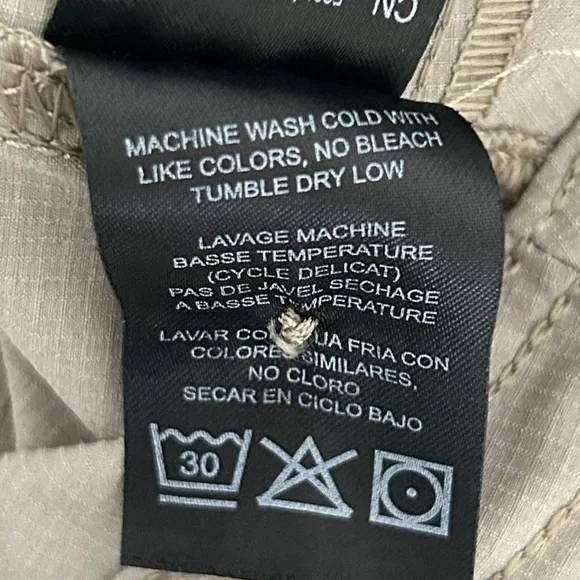 CN
MACHINE WASH COLD WITH
LIKE COLORS, NO BLEACH
TUMBLE DRY LOW
LAVAGE MACHINE
BASSE TEMPERATURE
(CYCLE DELICAT)
PAS DE JAVEL SECHAGE
A BASSE TEMPERATURE
LAVAR FRIA CON
SIMILARES,
NO CLORO
SECAR EN CICLO BAJO
30